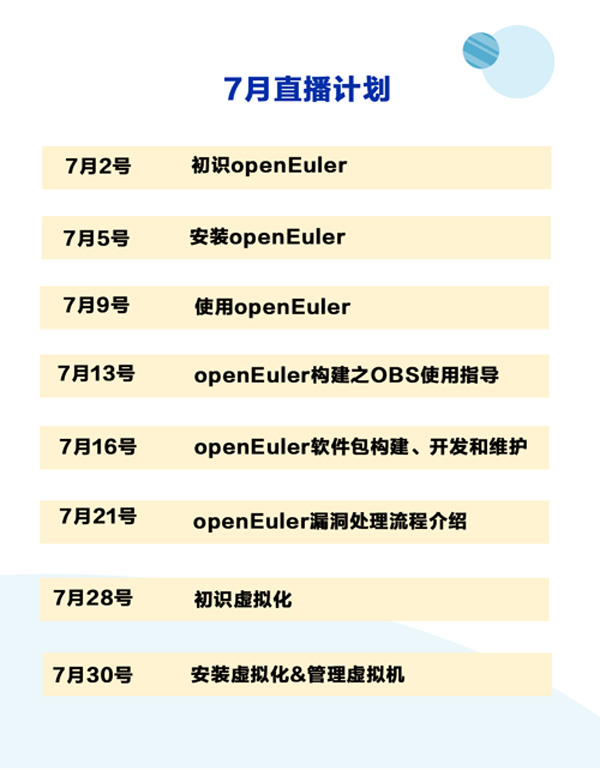 7月直播计划
7月2号 初识openEuler
7月5号 安装openEuler
7月9号 使用openEuler
7月13号 openEuler构建之OBS使用指导
7月16号 openEuler软件包构建、开发和维护
7月21号 openEuler漏洞处理流程介绍
7月28号 初识虚拟化
7月30号 安装虚拟化&管理虚拟机